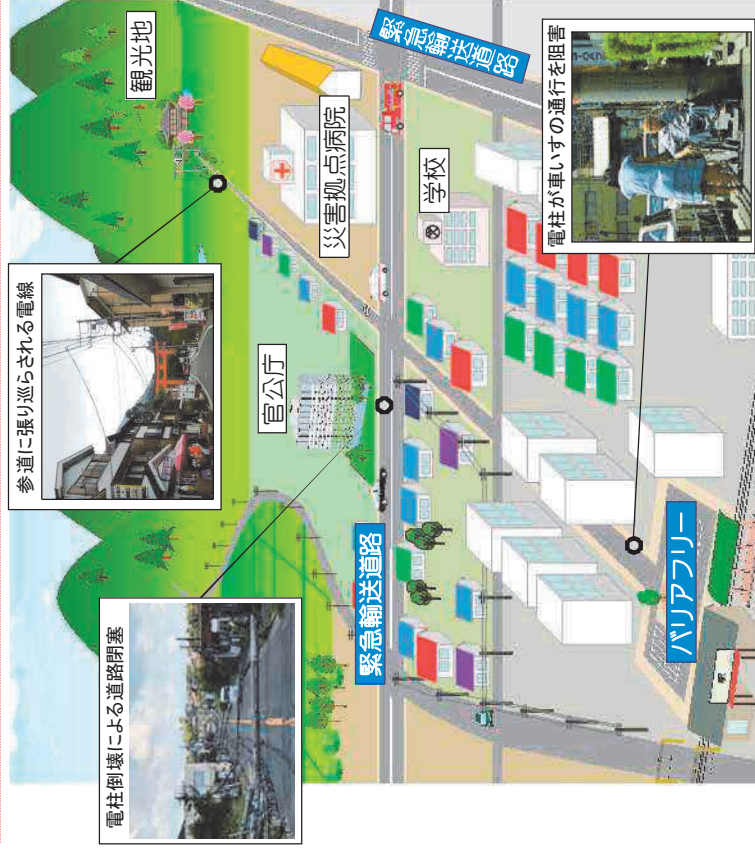 参道に張り巡らされる電線
観光地
緊急輸送道路
電柱が車いすの通行を阻害
電柱倒壊による道路閉塞
官公庁
災害拠点病院
学校
緊急輸送道路
バリアフリー
駅